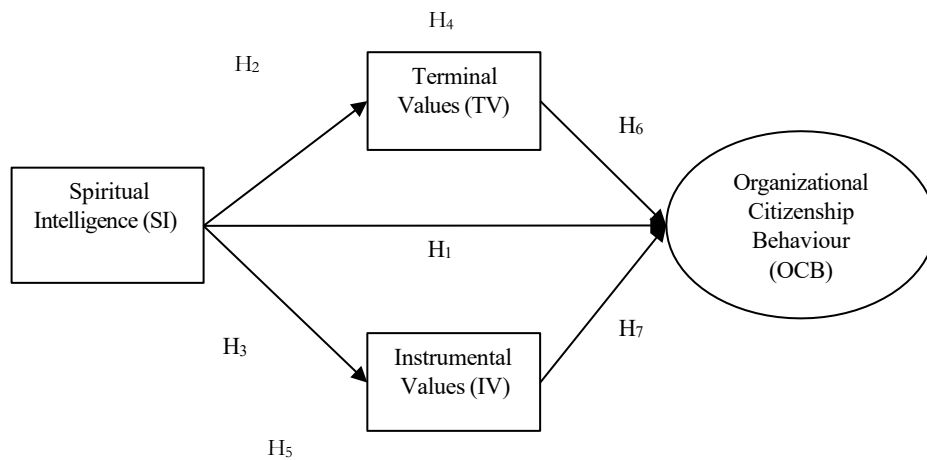 H₄
H₂
Terminal
Values (TV)
H₆
Spiritual
Intelligence (SI)
Organizational
Citizenship
Behaviour
(OCB)
H₁
H₃
Instrumental
Values (IV)
H₇
H₅